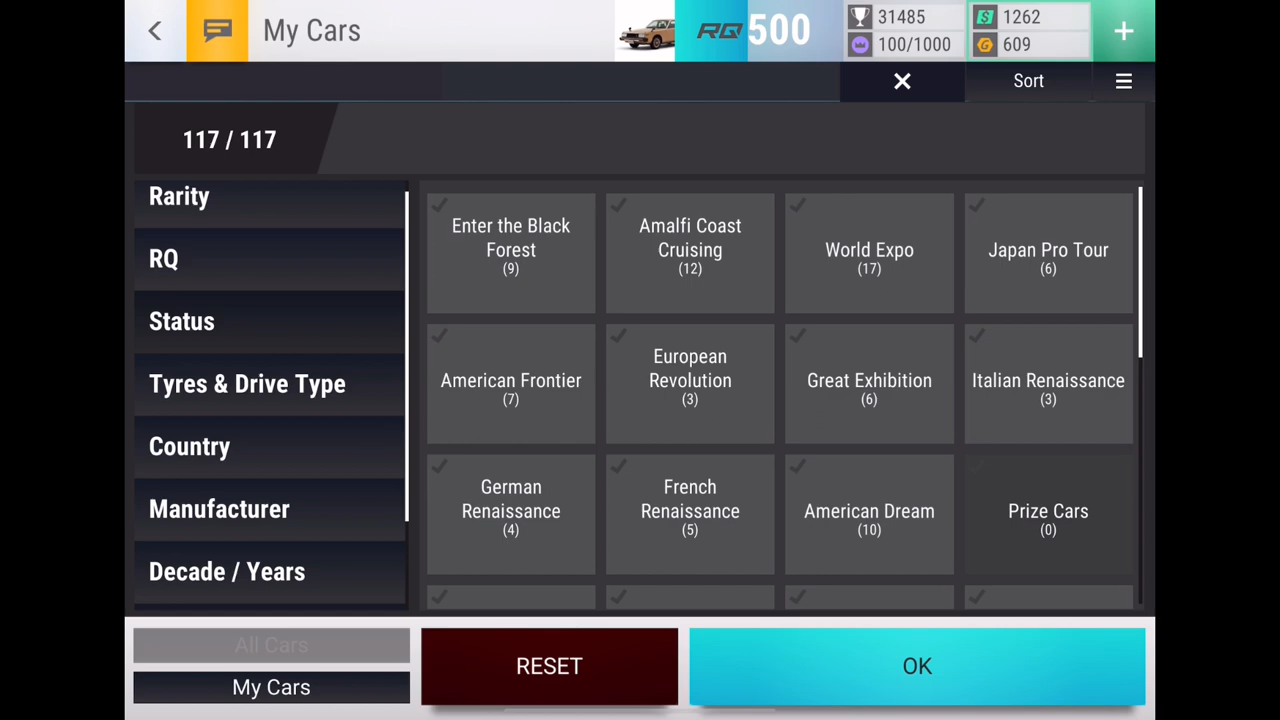 My Cars
RQ 500
31485
100/1000
1262
609
+
Sort
117 / 117
Rarity
RQ
Status
Tyres & Drive Type
Country
Manufacturer
Decade / Years
Enter the Black
Forest
(9)
Amalfi Coast
Cruising
(12)
World Expo
(17)
Japan Pro Tour
(6)
American Frontier
(7)
European
Revolution
(3)
Great Exhibition
(6)
Italian Renaissance
(3)
German
Renaissance
(4)
French
Renaissance
(5)
American Dream
(10)
Prize Cars
(0)
All Cars
My Cars
RESET
OK